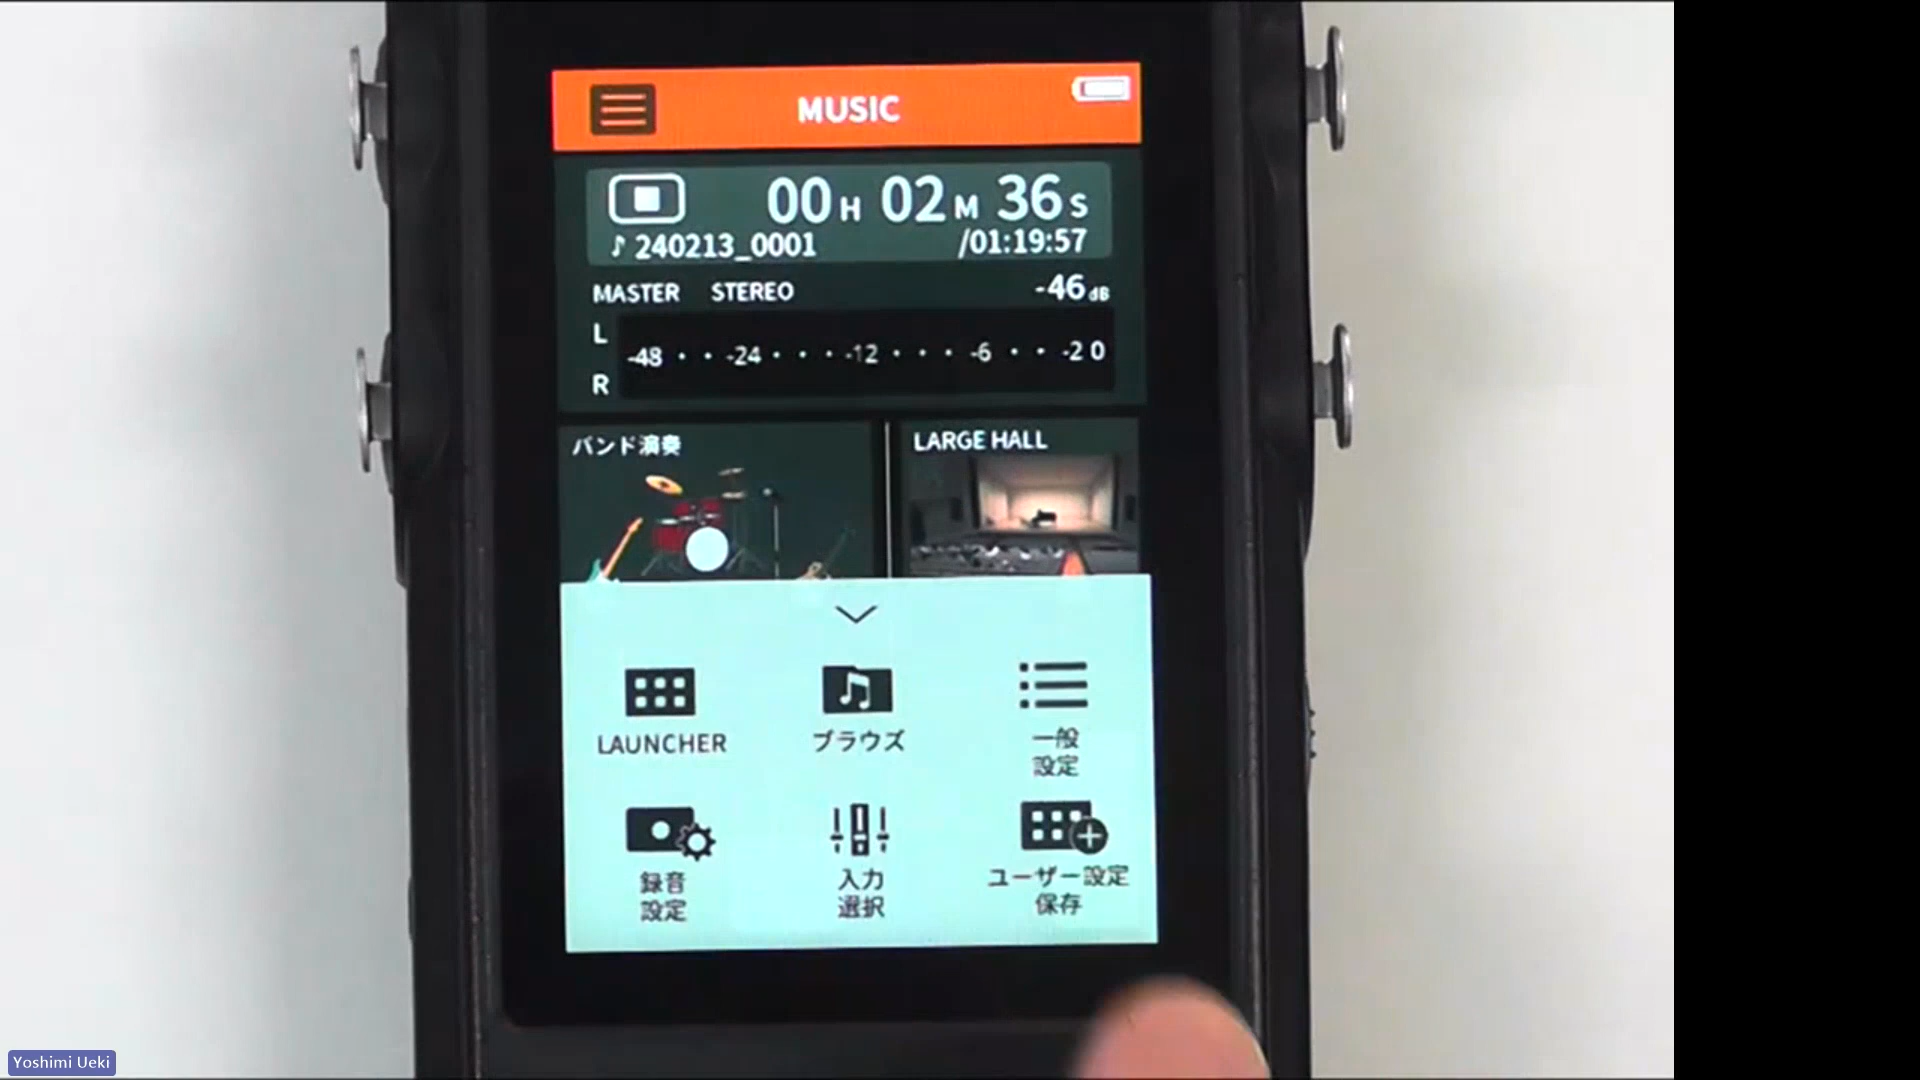 MUSIC
00H 02M 36S
♪ 240213_0001 /01:19:57
MASTER STEREO -46dB
L
-48 · · -24 · · · -12 · · · -6 · · -2 0
R
バンド演奏
LARGE HALL
LAUNCHER
ブラウズ
一般
設定
録音
設定
入力
選択
ユーザー設定
保存
Yoshimi Ueki